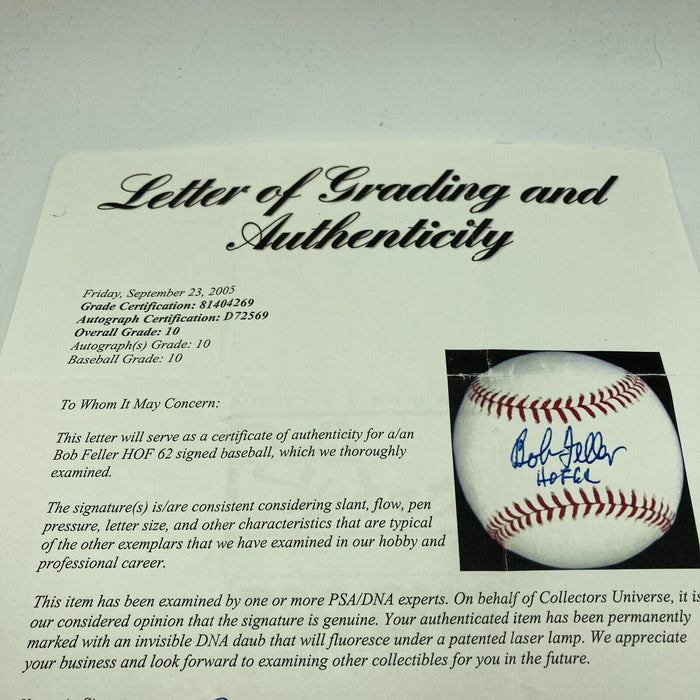 Letter of Grading and
Authenticity
Friday, September 23, 2005
Grade Certification: 81404269
Autograph Certification: D72569
Overall Grade: 10
Autograph(s) Grade: 10
Baseball Grade: 10
To Whom It May Concern:
This letter will serve as a certificate of authenticity for a/an
Bob Feller HOF 62 signed baseball, which we thoroughly
examined.
Bob Feller
HOF 62
The signature(s) is/are consistent considering slant, flow, pen
pressure, letter size, and other characteristics that are typical
of the other exemplars that we have examined in our hobby and
professional career.
This item has been examined by one or more PSA/DNA experts. On behalf of Collectors Universe, it is
our considered opinion that the signature is genuine. Your authenticated item has been permanently
marked with an invisible DNA daub that will fluoresce under a patented laser lamp. We appreciate
your business and look forward to examining other collectibles for you in the future.